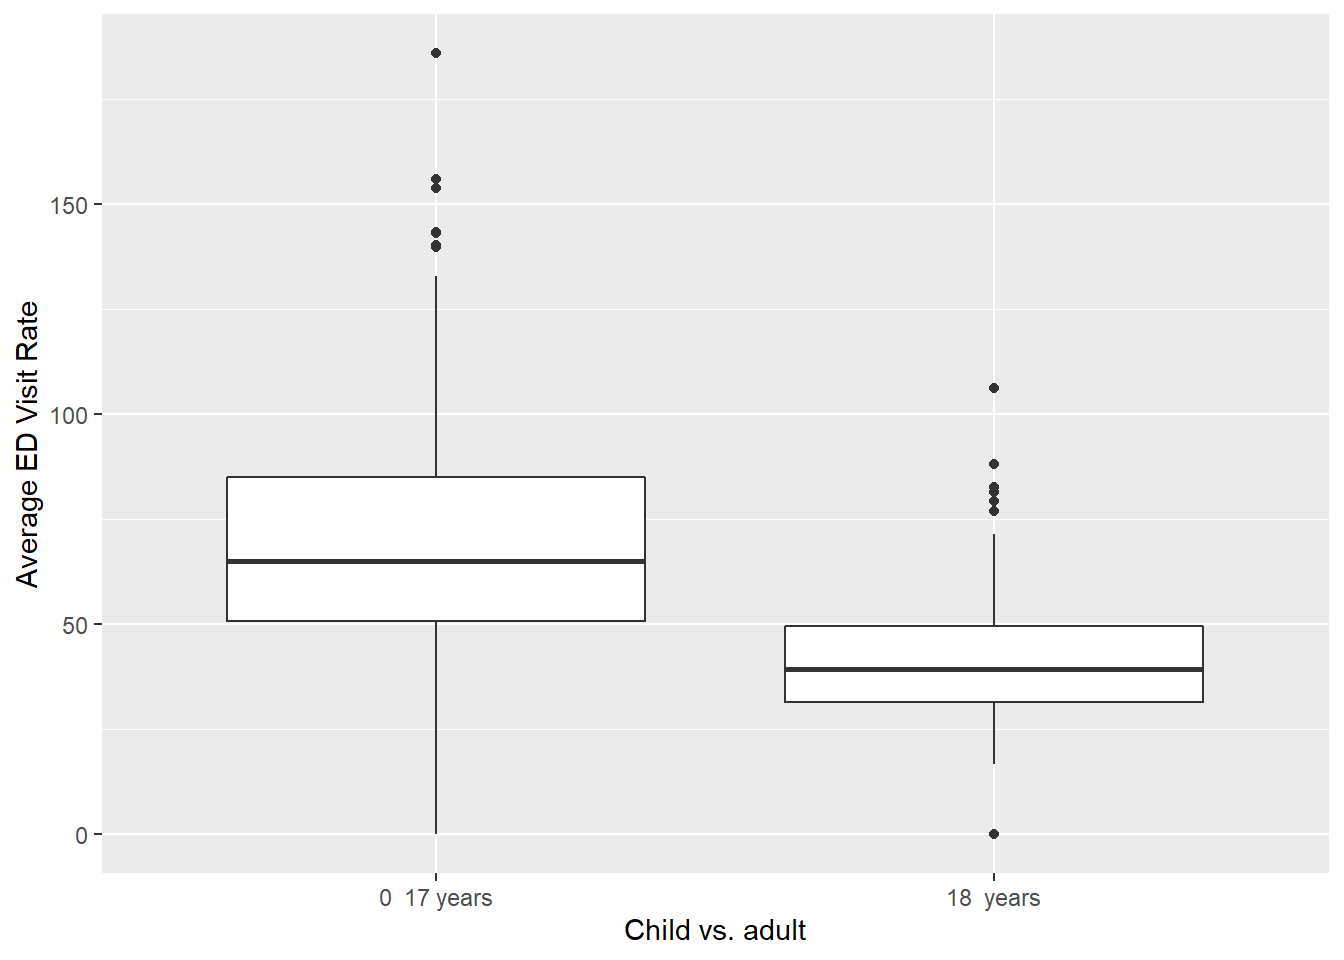 Average ED Visit Rate
150
100
50
0
0  17 years
18  years
Child vs. adult